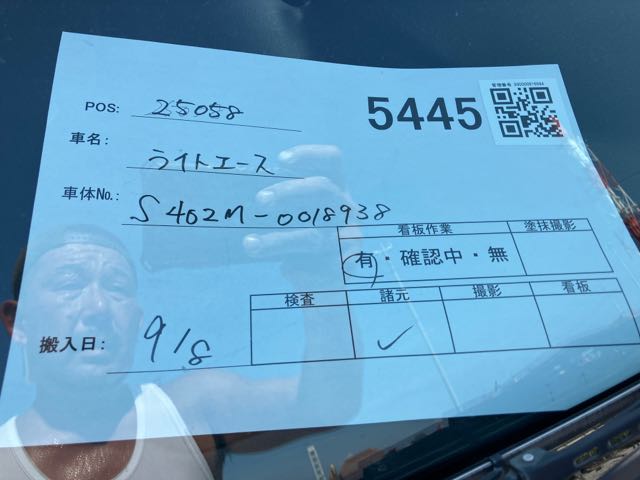 POS: 25058
5445
車名: ライトエース
車体No.: S402M-0018938
看板作業 塗抹撮影
有・確認中・無
検査 諸元 撮影 看板
✓
搬入日: 9/8